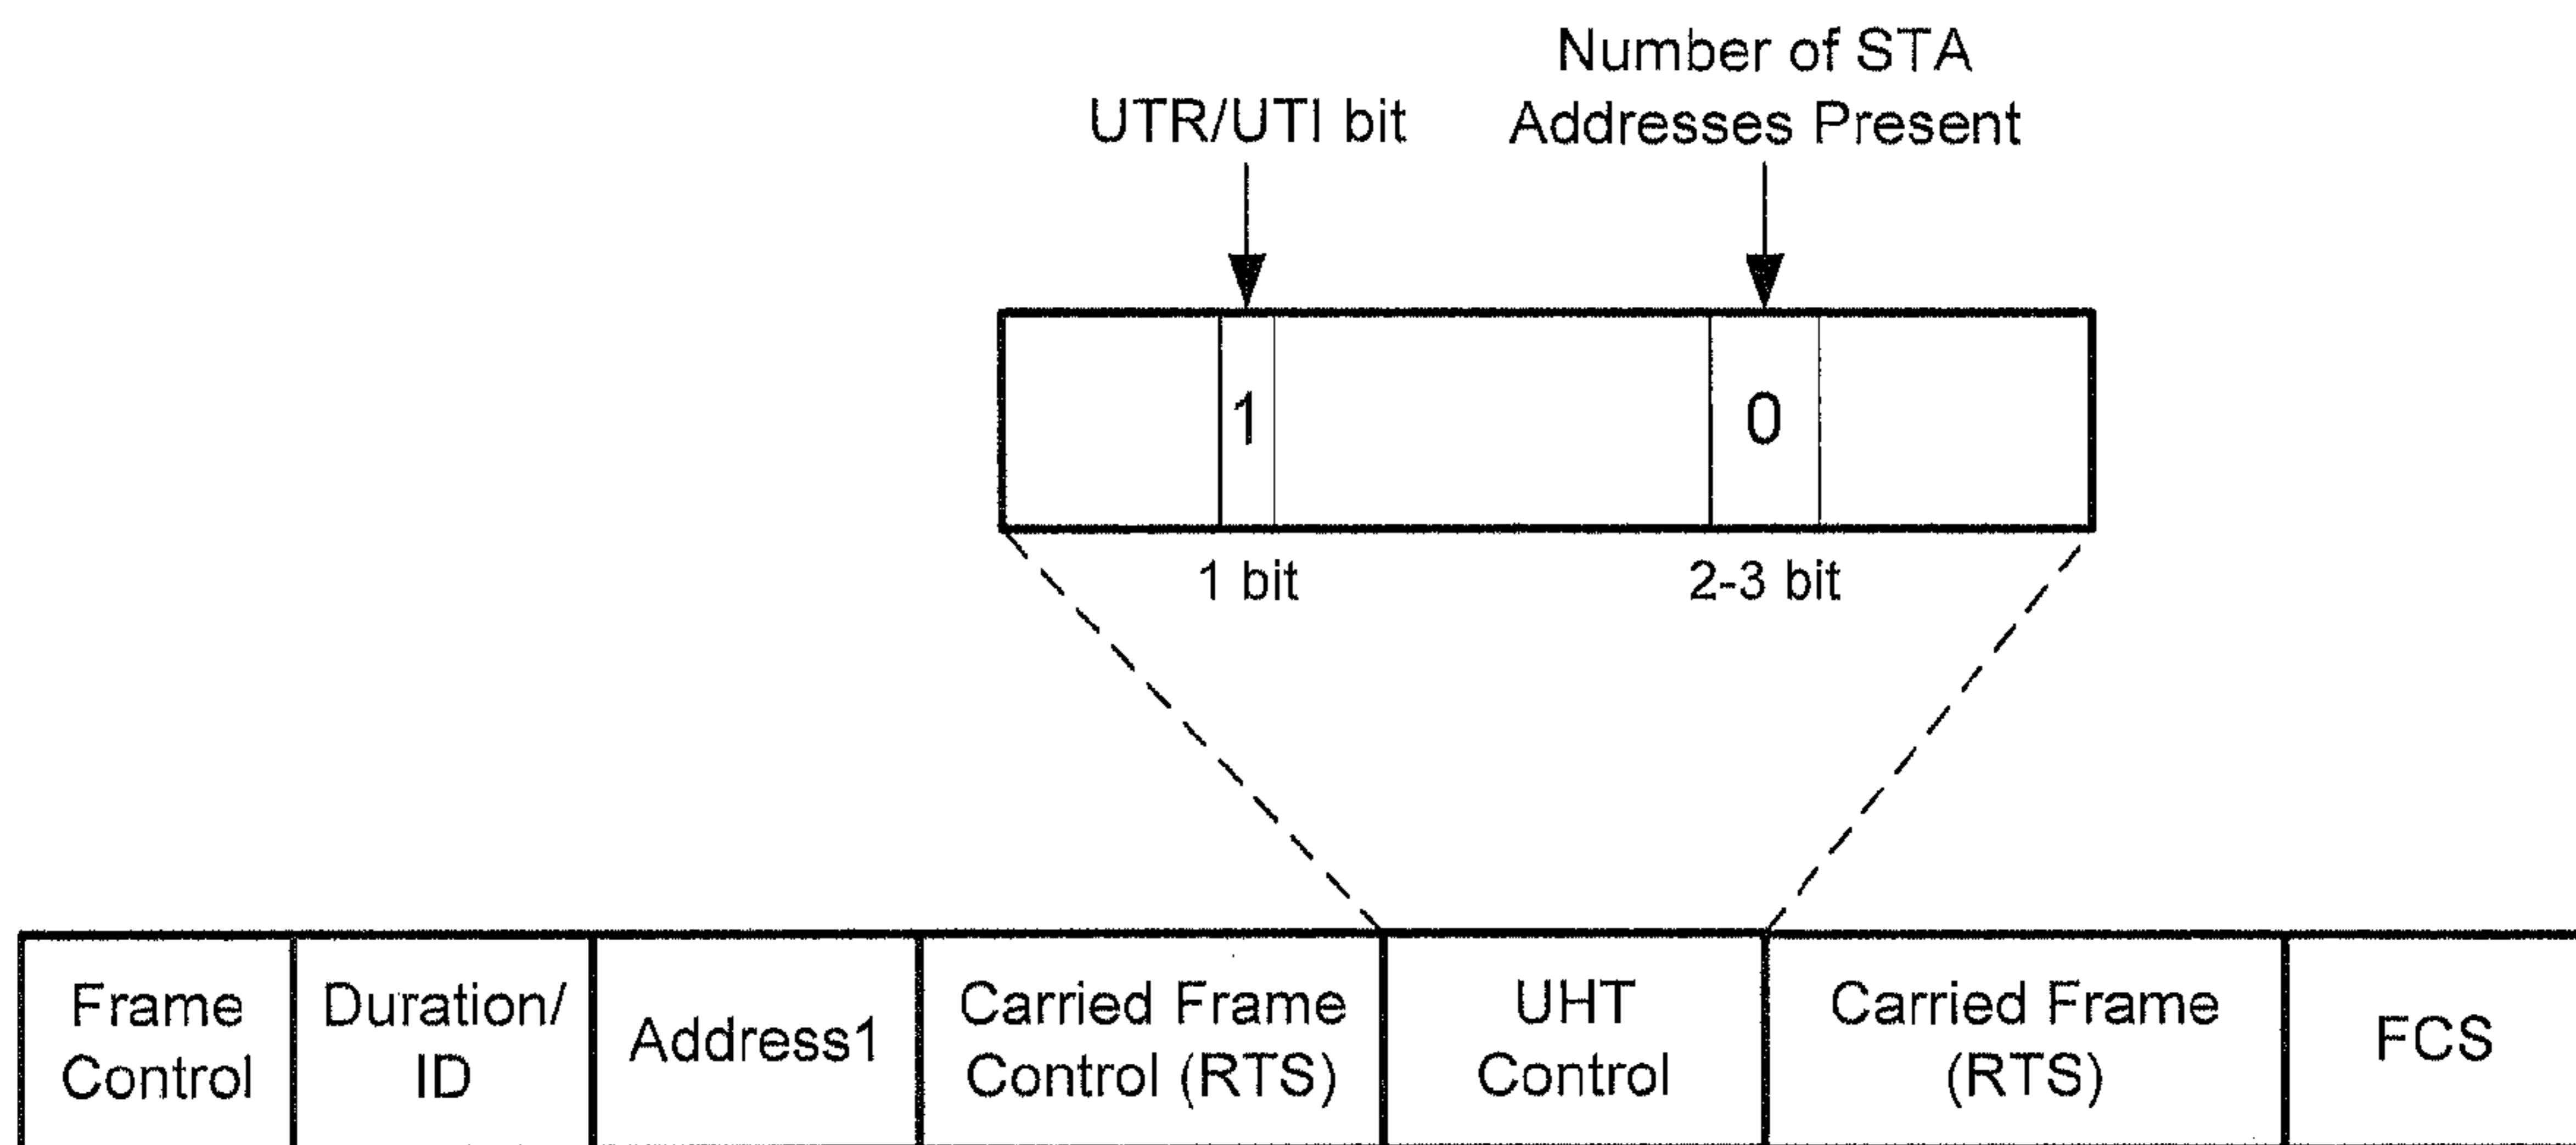 Number of STA
UTR/UTI bit Addresses Present
1 0
1 bit 2-3 bit
Frame Control
Duration/ ID
Address1
Carried Frame Control (RTS)
UHT Control
Carried Frame (RTS)
FCS